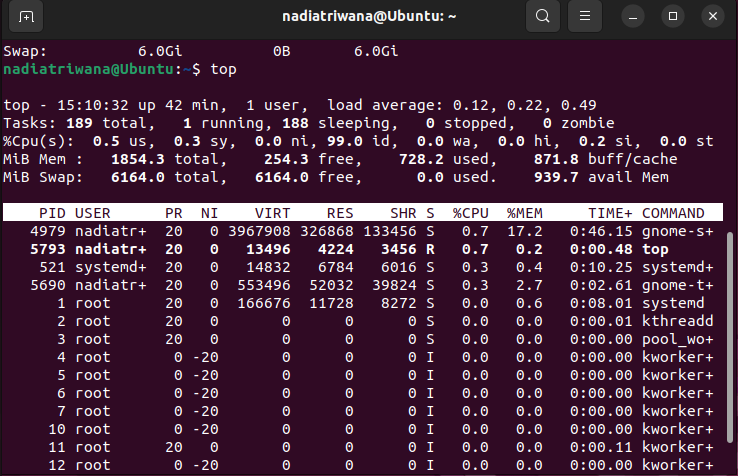 nadiatriwana@Ubuntu: ~
Swap:          6.0Gi          0B       6.0Gi
nadiatriwana@Ubuntu:~$ top
top - 15:10:32 up 42 min,  1 user,  load average: 0.12, 0.22, 0.49
Tasks: 189 total,   1 running, 188 sleeping,   0 stopped,   0 zombie
%Cpu(s):  0.5 us,  0.3 sy,  0.0 ni, 99.0 id,  0.0 wa,  0.0 hi,  0.2 si,  0.0 st
MiB Mem :   1854.3 total,    254.3 free,    728.2 used,    871.8 buff/cache
MiB Swap:   6164.0 total,   6164.0 free,      0.0 used.    939.7 avail Mem
PID USER      PR  NI    VIRT    RES    SHR S  %CPU  %MEM     TIME+ COMMAND
4979 nadiatr+  20   0 3967908 326868 133456 S   0.7  17.2   0:46.15 gnome-s+
5793 nadiatr+  20   0   13496   4224   3456 R   0.7   0.2   0:00.48 top
521 systemd+  20   0   14832   6784   6016 S   0.3   0.4   0:10.25 systemd+
5690 nadiatr+  20   0  553496  52032  39824 S   0.3   2.7   0:02.61 gnome-t+
1 root      20   0  166676  11728   8272 S   0.0   0.6   0:08.01 systemd
2 root      20   0       0      0      0 S   0.0   0.0   0:00.01 kthreadd
3 root      20   0       0      0      0 S   0.0   0.0   0:00.00 pool_wo+
4 root       0 -20       0      0      0 I   0.0   0.0   0:00.00 kworker+
5 root       0 -20       0      0      0 I   0.0   0.0   0:00.00 kworker+
6 root       0 -20       0      0      0 I   0.0   0.0   0:00.00 kworker+
7 root       0 -20       0      0      0 I   0.0   0.0   0:00.00 kworker+
10 root       0 -20       0      0      0 I   0.0   0.0   0:00.00 kworker+
11 root      20   0       0      0      0 I   0.0   0.0   0:00.11 kworker+
12 root       0 -20       0      0      0 I   0.0   0.0   0:00.00 kworker+